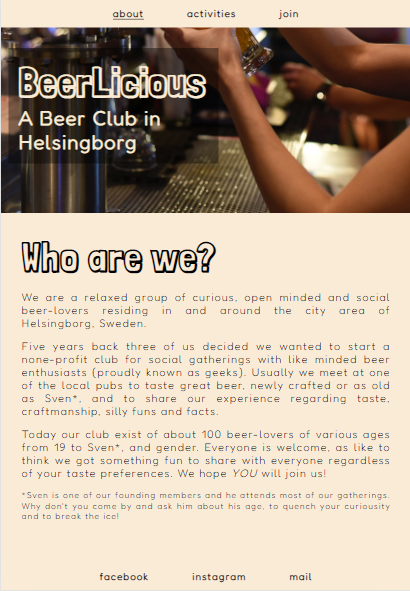 about activities join
BeerLicious
A Beer Club in
Helsingborg
Who are we?
We are a relaxed group of curious, open minded and social
beer-lovers residing in and around the city area of
Helsingborg, Sweden.
Five years back three of us decided we wanted to start a
none-profit club for social gatherings with like minded beer
enthusiasts (proudly known as geeks). Usually we meet at one
of the local pubs to taste great beer, newly crafted or as old
as Sven*, and to share our experience regarding taste,
craftmanship, silly funs and facts.
Today our club exist of about 100 beer-lovers of various ages
from 19 to Sven*, and gender. Everyone is welcome, as like to
think we got something fun to share with everyone regardless
of your taste preferences. We hope YOU will join us!
*Sven is one of our founding members and he attends most of our gatherings.
Why don't you come by and ask him about his age, to quench your curiousity
and to break the ice!
facebook instagram mail